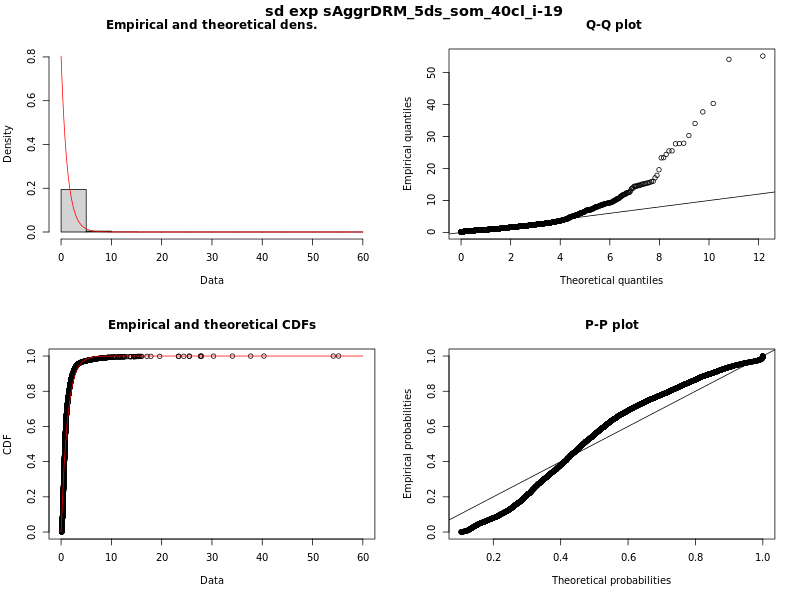 sd exp sAggrDRM_5ds_som_40cl_i-19
Empirical and theoretical dens.
Density
0.0 0.2 0.4 0.6 0.8
0 10 20 30 40 50 60
Data
Q-Q plot
Empirical quantiles
0 10 20 30 40 50
0 2 4 6 8 10 12
Theoretical quantiles
Empirical and theoretical CDFs
CDF
0.0 0.2 0.4 0.6 0.8 1.0
0 10 20 30 40 50 60
Data
P-P plot
Empirical probabilities
0.0 0.2 0.4 0.6 0.8 1.0
0.2 0.4 0.6 0.8 1.0
Theoretical probabilities